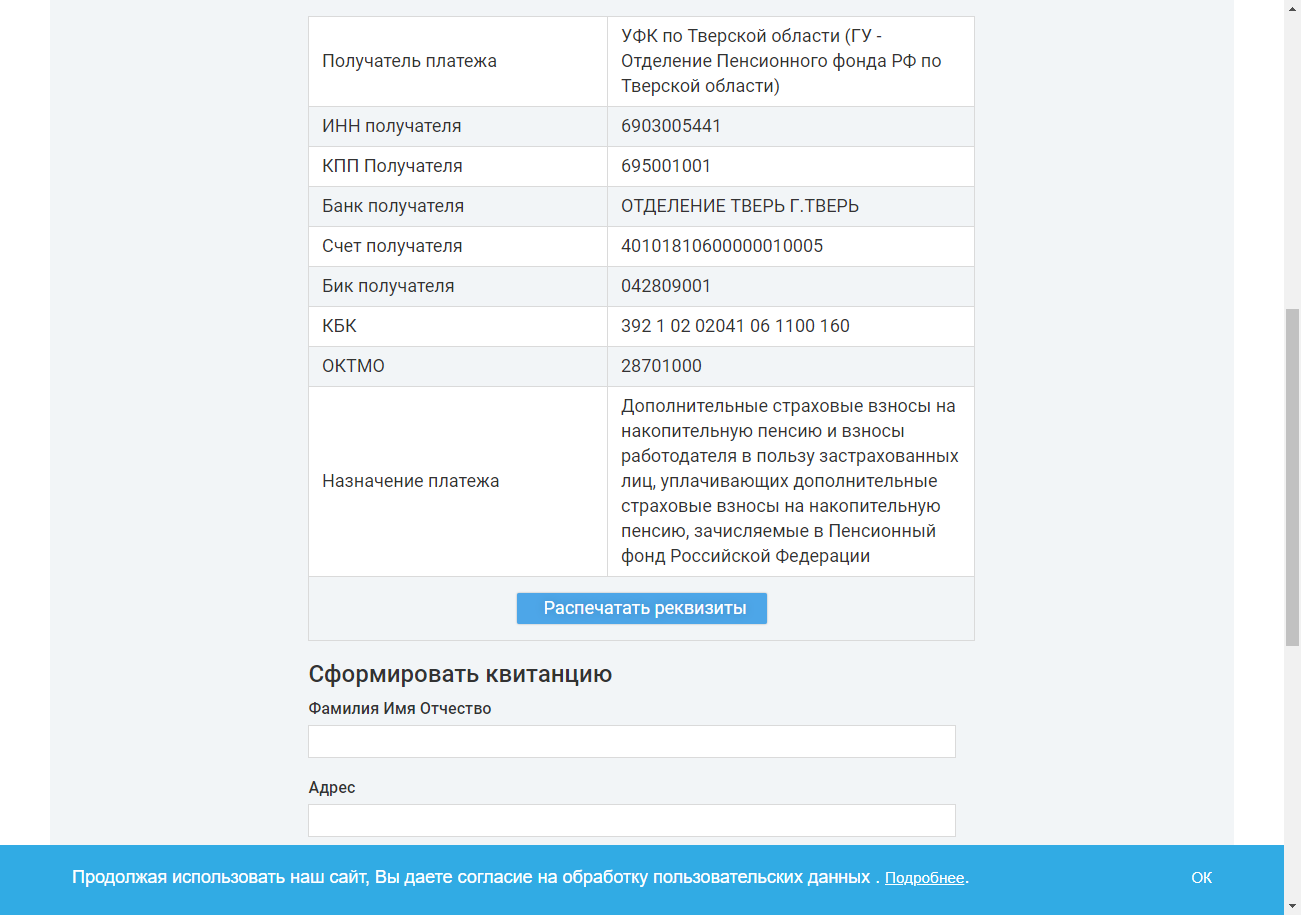 Получатель платежа
УФК по Тверской области (ГУ -
Отделение Пенсионного фонда РФ по
Тверской области)
ИНН получателя
6903005441
КПП Получателя
695001001
Банк получателя
ОТДЕЛЕНИЕ ТВЕРЬ Г.ТВЕРЬ
Счет получателя
40101810600000010005
Бик получателя
042809001
КБК
392 1 02 02041 06 1100 160
ОКТМО
28701000
Назначение платежа
Дополнительные страховые взносы на
накопительную пенсию и взносы
работодателя в пользу застрахованных
лиц, уплачивающих дополнительные
страховые взносы на накопительную
пенсию, зачисляемые в Пенсионный
фонд Российской Федерации
Распечатать реквизиты
Сформировать квитанцию
Фамилия Имя Отчество
Адрес
Продолжая использовать наш сайт, Вы даете согласие на обработку пользовательских данных . Подробнее.
ОК